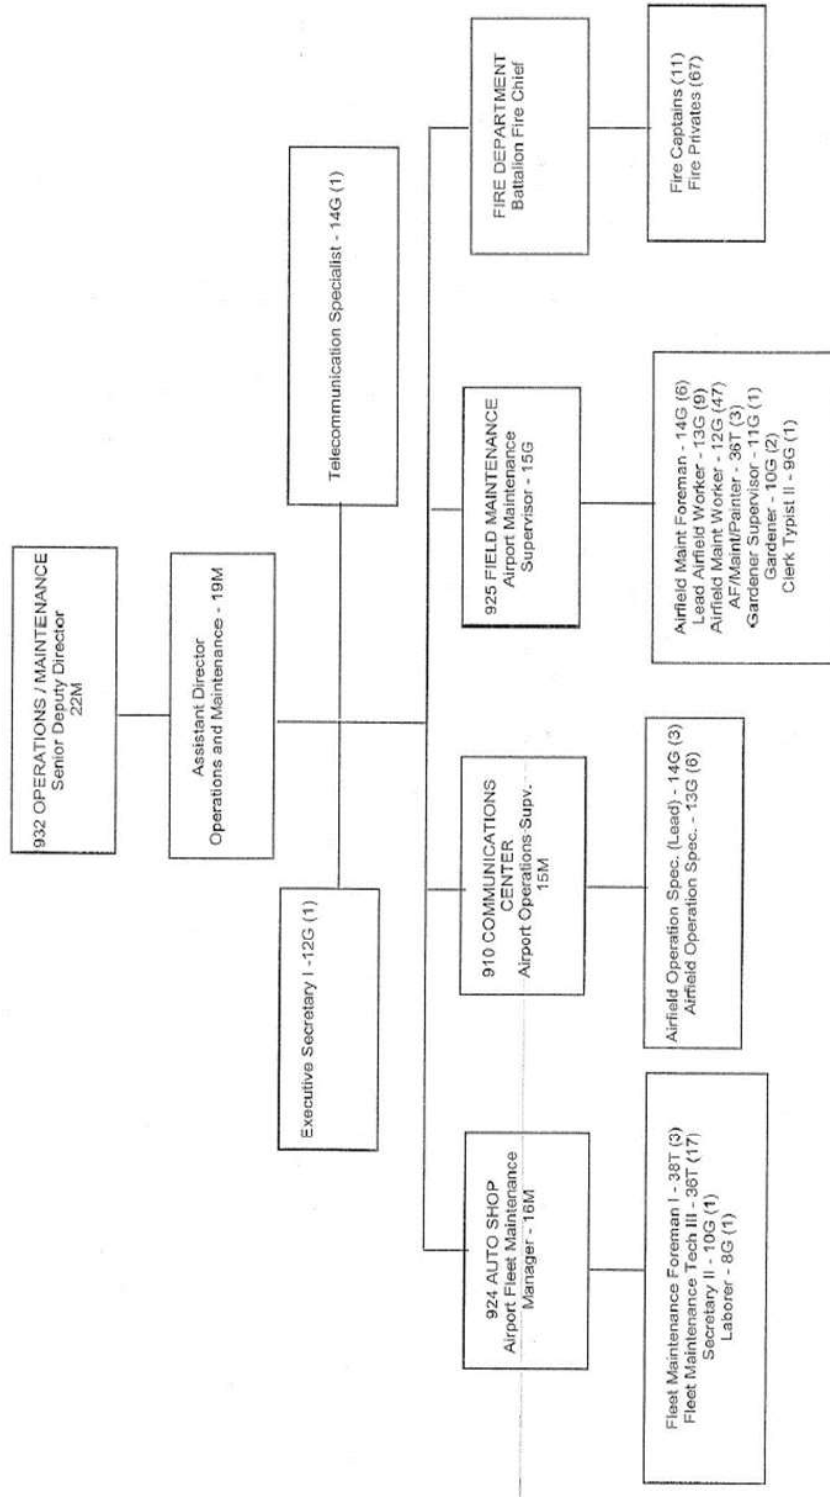 932 OPERATIONS / MAINTENANCE
Senior Deputy Director
22M
Assistant Director
Operations and Maintenance - 19M
Executive Secretary I -12G (1)
Telecommunication Specialist - 14G (1)
924 AUTO SHOP
Airport Fleet Maintenance
Manager - 16M
910 COMMUNICATIONS
CENTER
Airport Operations Supv.
15M
925 FIELD MAINTENANCE
Airport Maintenance
Supervisor - 15G
FIRE DEPARTMENT
Battalion Fire Chief
Fleet Maintenance Foreman I - 38T (3)
Fleet Maintenance Tech III - 36T (17)
Secretary II - 10G (1)
Laborer - 8G (1)
Airfield Operation Spec. (Lead) - 14G (3)
Airfield Operation Spec. - 13G (6)
Airfield Maint Foreman - 14G (6)
Lead Airfield Worker - 13G (9)
Airfield Maint Worker - 12G (47)
AF/Maint/Painter - 36T (3)
Gardener Supervisor - 11G (1)
Gardener - 10G (2)
Clerk Typist II - 9G (1)
Fire Captains (11)
Fire Privates (67)